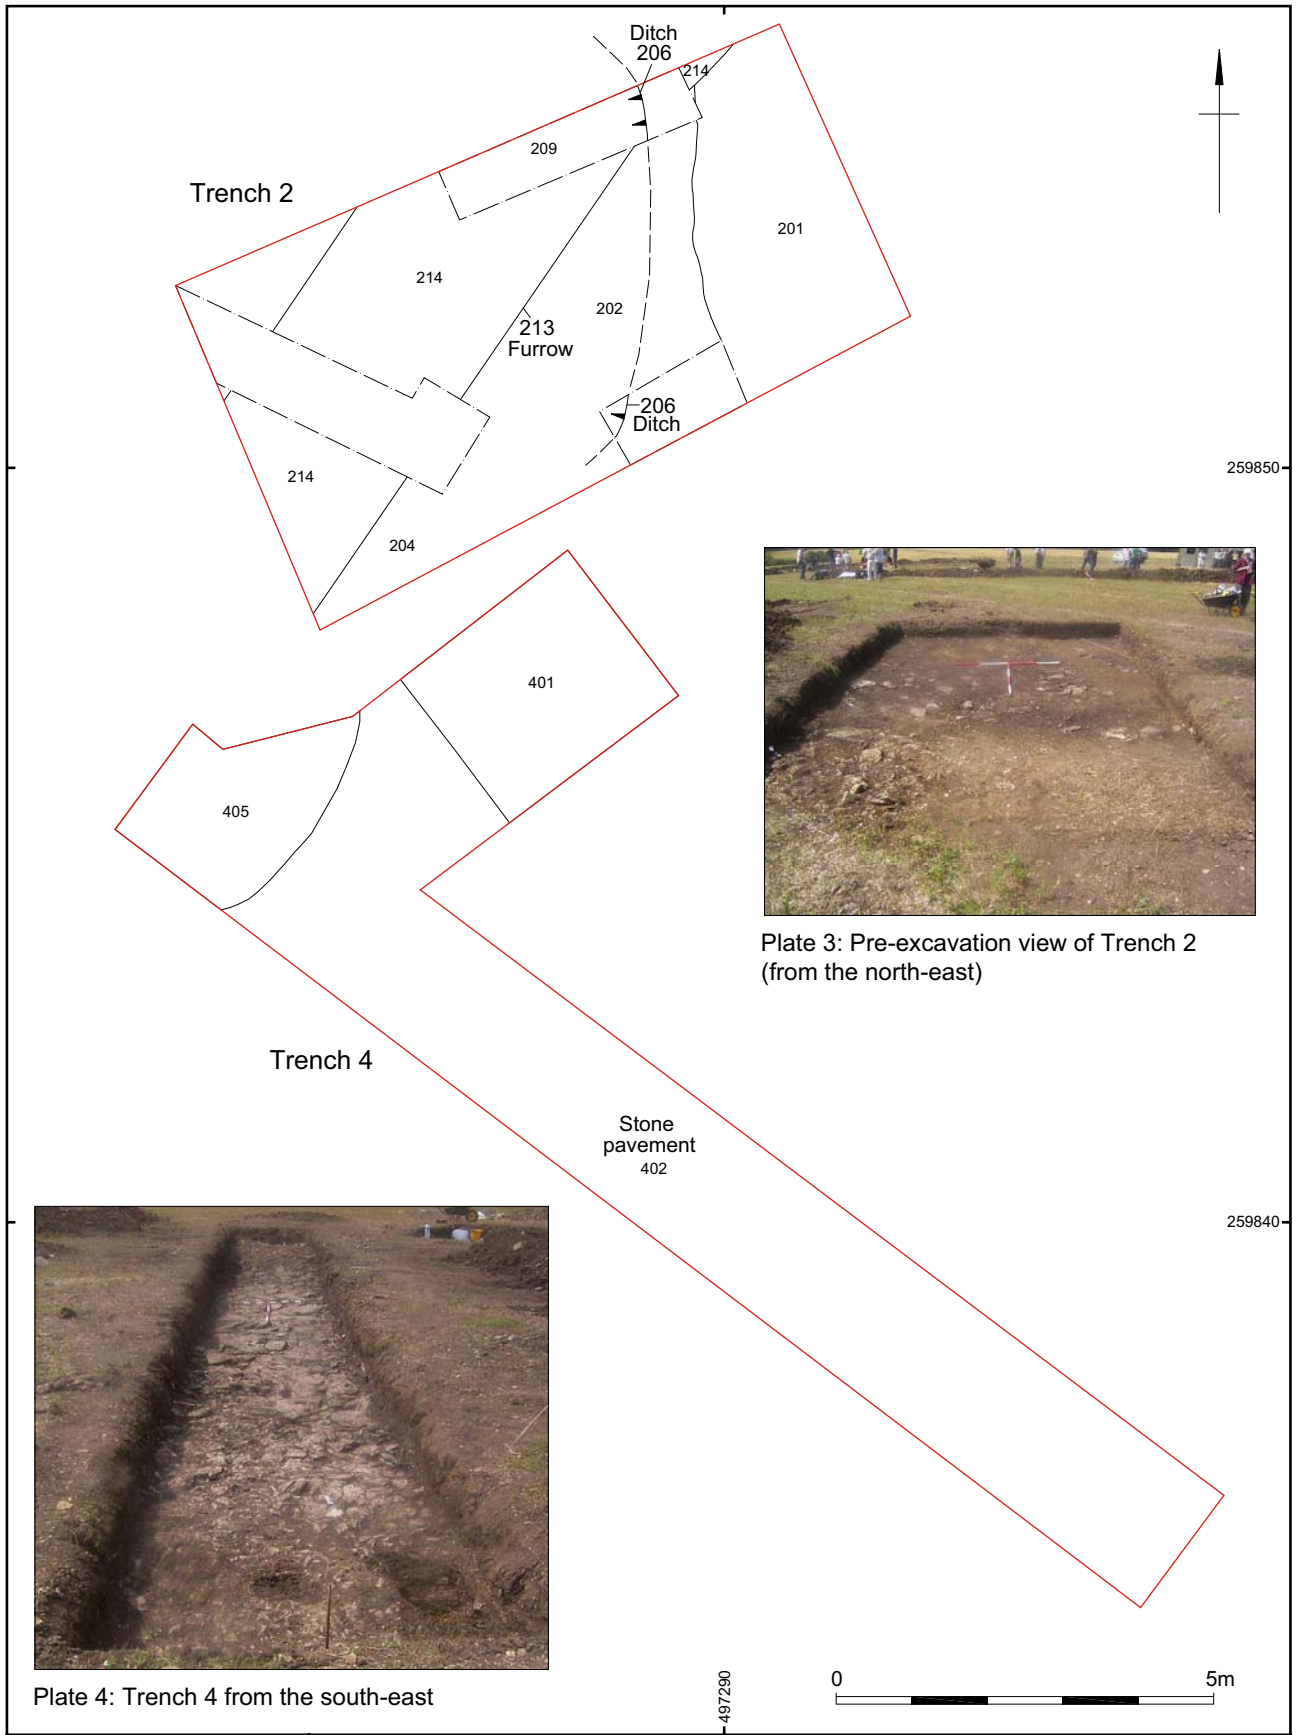 Ditch
206
214
209
Trench 2
201
214
202
213
Furrow
206
Ditch
259850
214
204
401
405
Plate 3: Pre-excavation view of Trench 2
(from the north-east)
Trench 4
Stone
pavement
402
259840
Plate 4: Trench 4 from the south-east
497290
0 5m